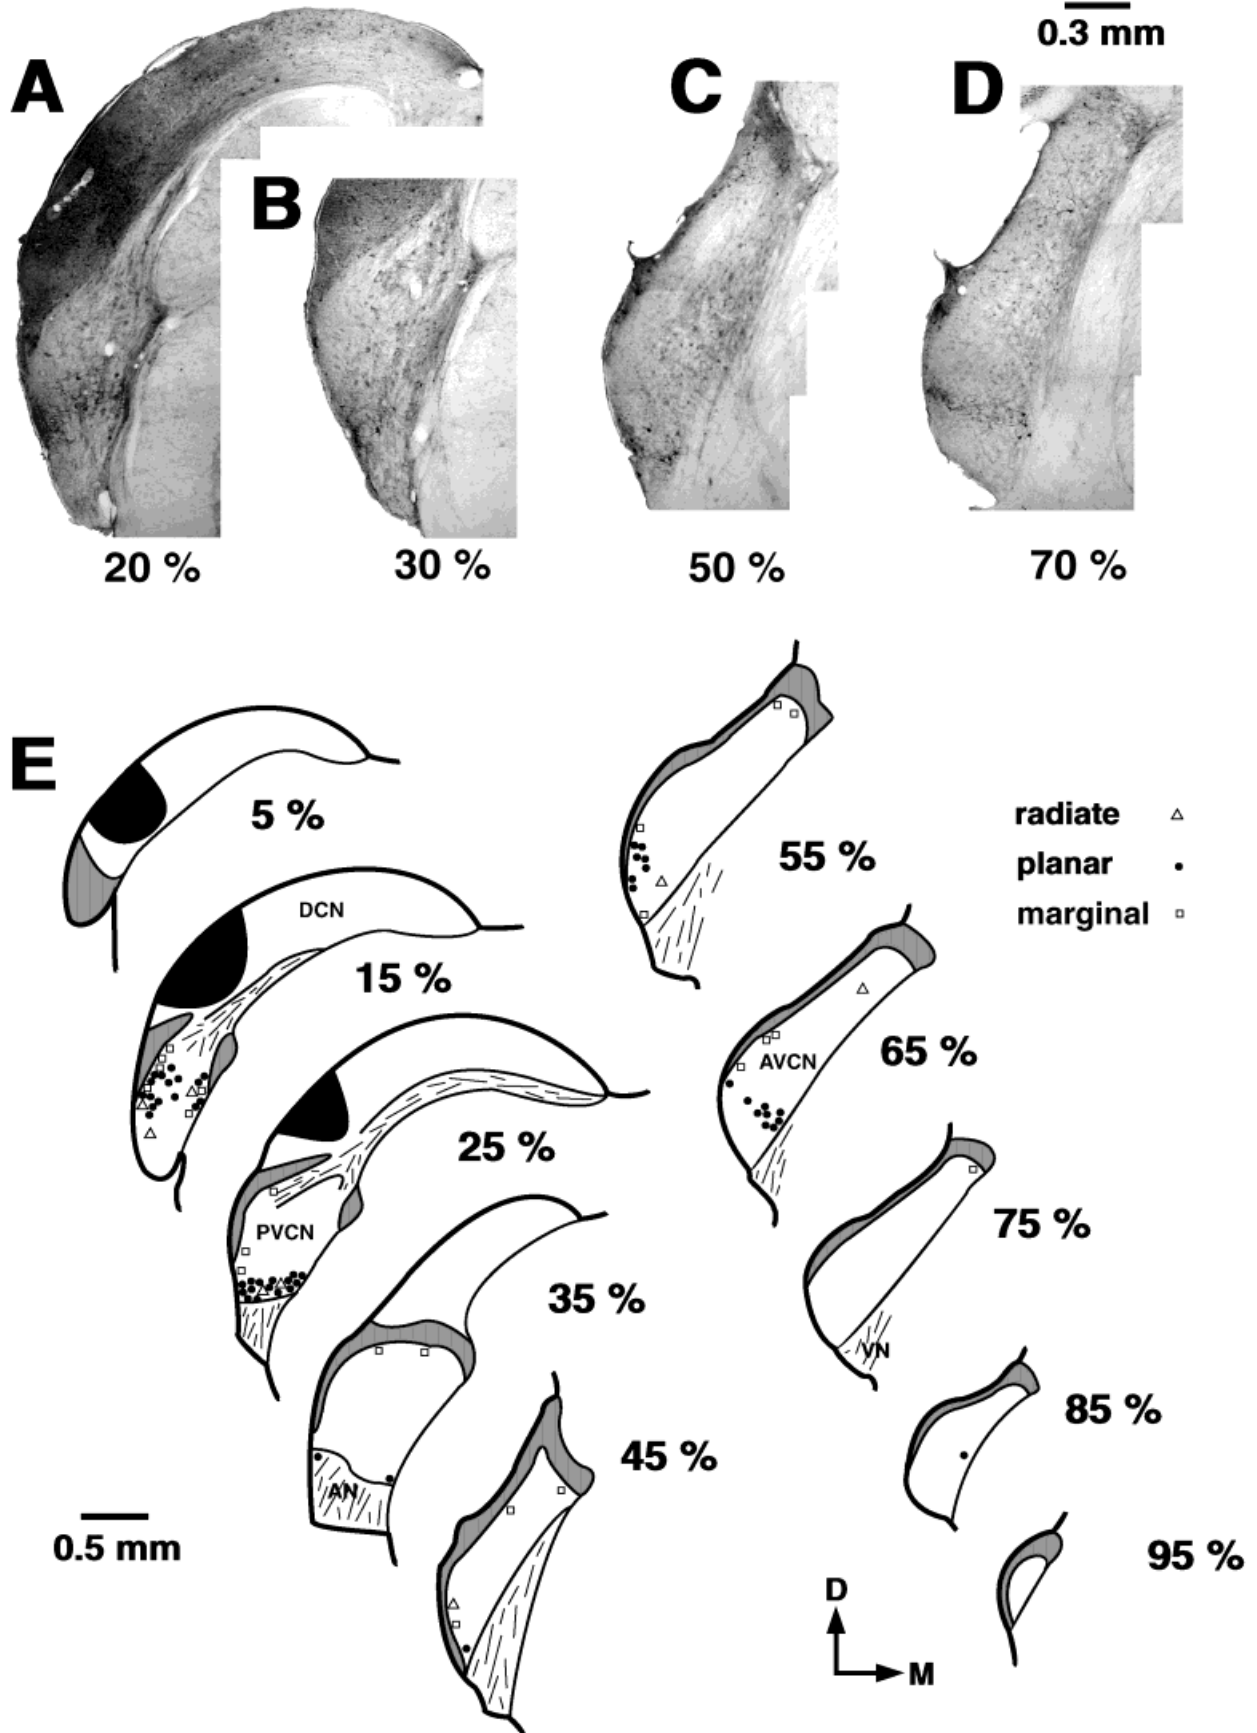 0.3 mm
A
B
C
D
20 %
30 %
50 %
70 %
E
5 %
DCN
15 %
25 %
PVCN
35 %
AN
45 %
0.5 mm
55 %
radiate
planar
marginal
65 %
AVCN
75 %
VN
85 %
95 %
D
M